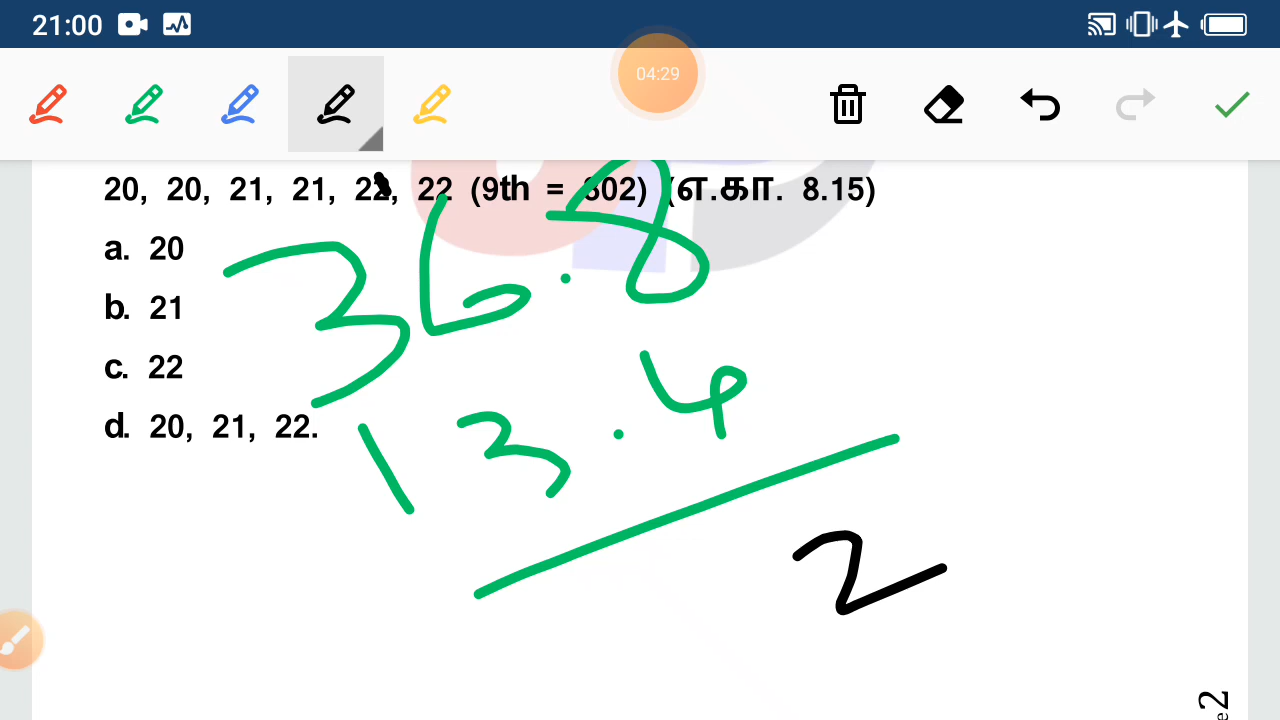 21:00
04:29
20, 20, 21, 21, 22, 22 (9th = 302) (எ.கா. 8.15)
a. 20
36.8
b. 21
c. 22
13.4
d. 20, 21, 22.
2
2